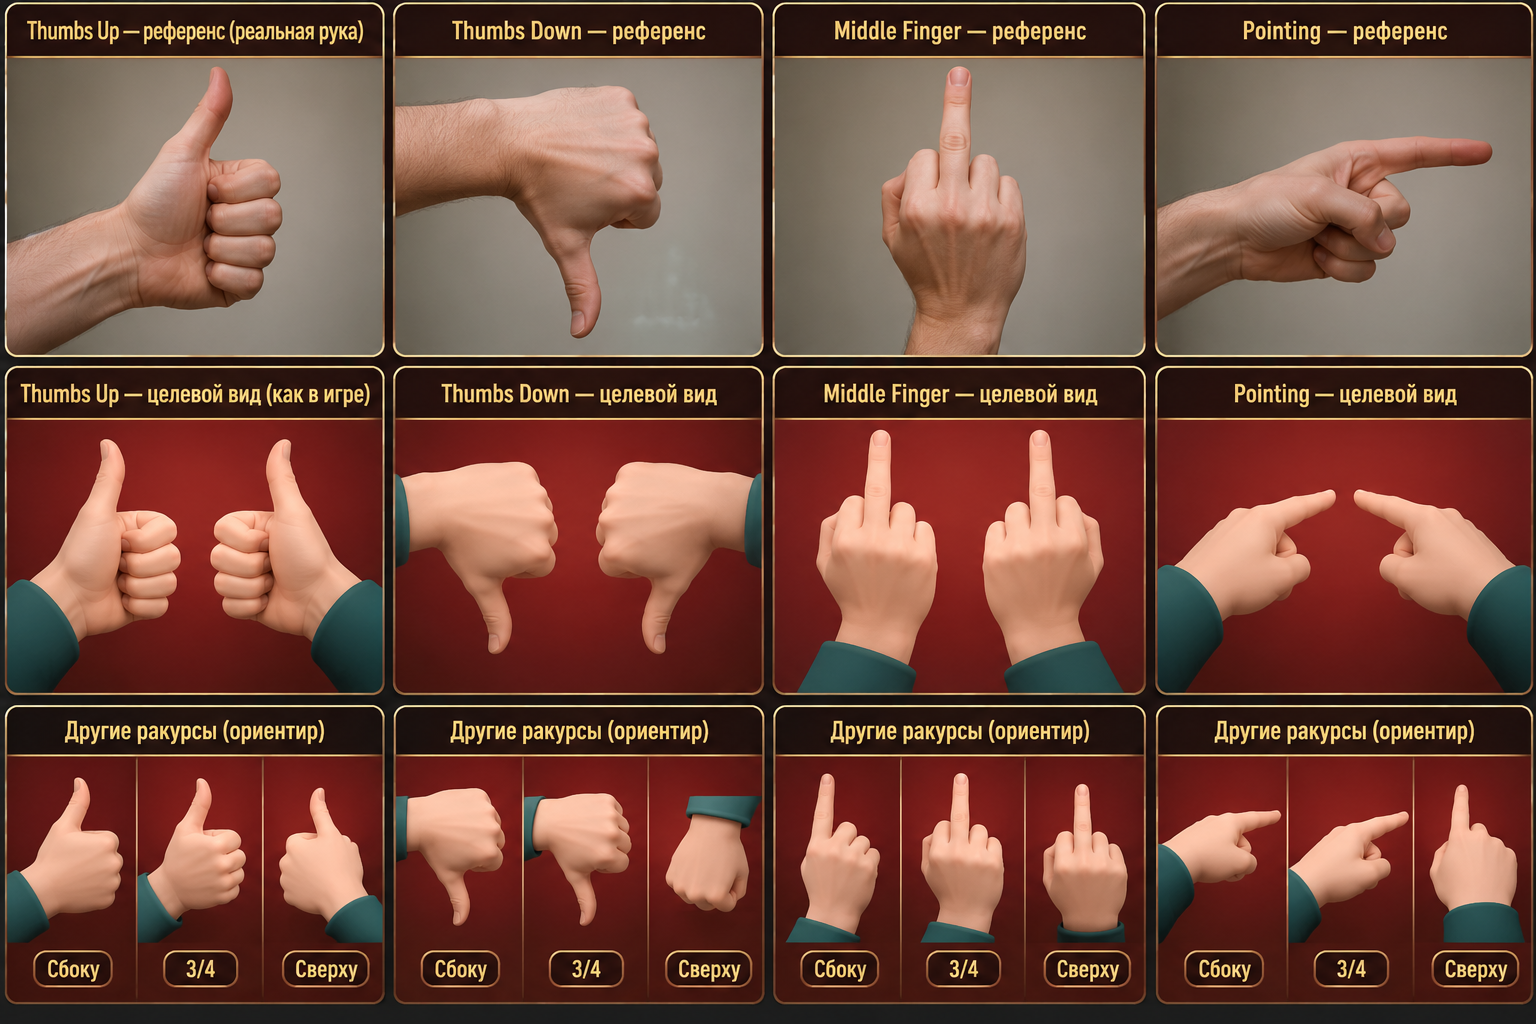 Thumbs Up — референс (реальная рука)
Thumbs Down — референс
Middle Finger — референс
Pointing — референс
Thumbs Up — целевой вид (как в игре)
Thumbs Down — целевой вид
Middle Finger — целевой вид
Pointing — целевой вид
Другие ракурсы (ориентир)
Другие ракурсы (ориентир)
Другие ракурсы (ориентир)
Другие ракурсы (ориентир)
Сбоку
3/4
Сверху
Сбоку
3/4
Сверху
Сбоку
3/4
Сверху
Сбоку
3/4
Сверху